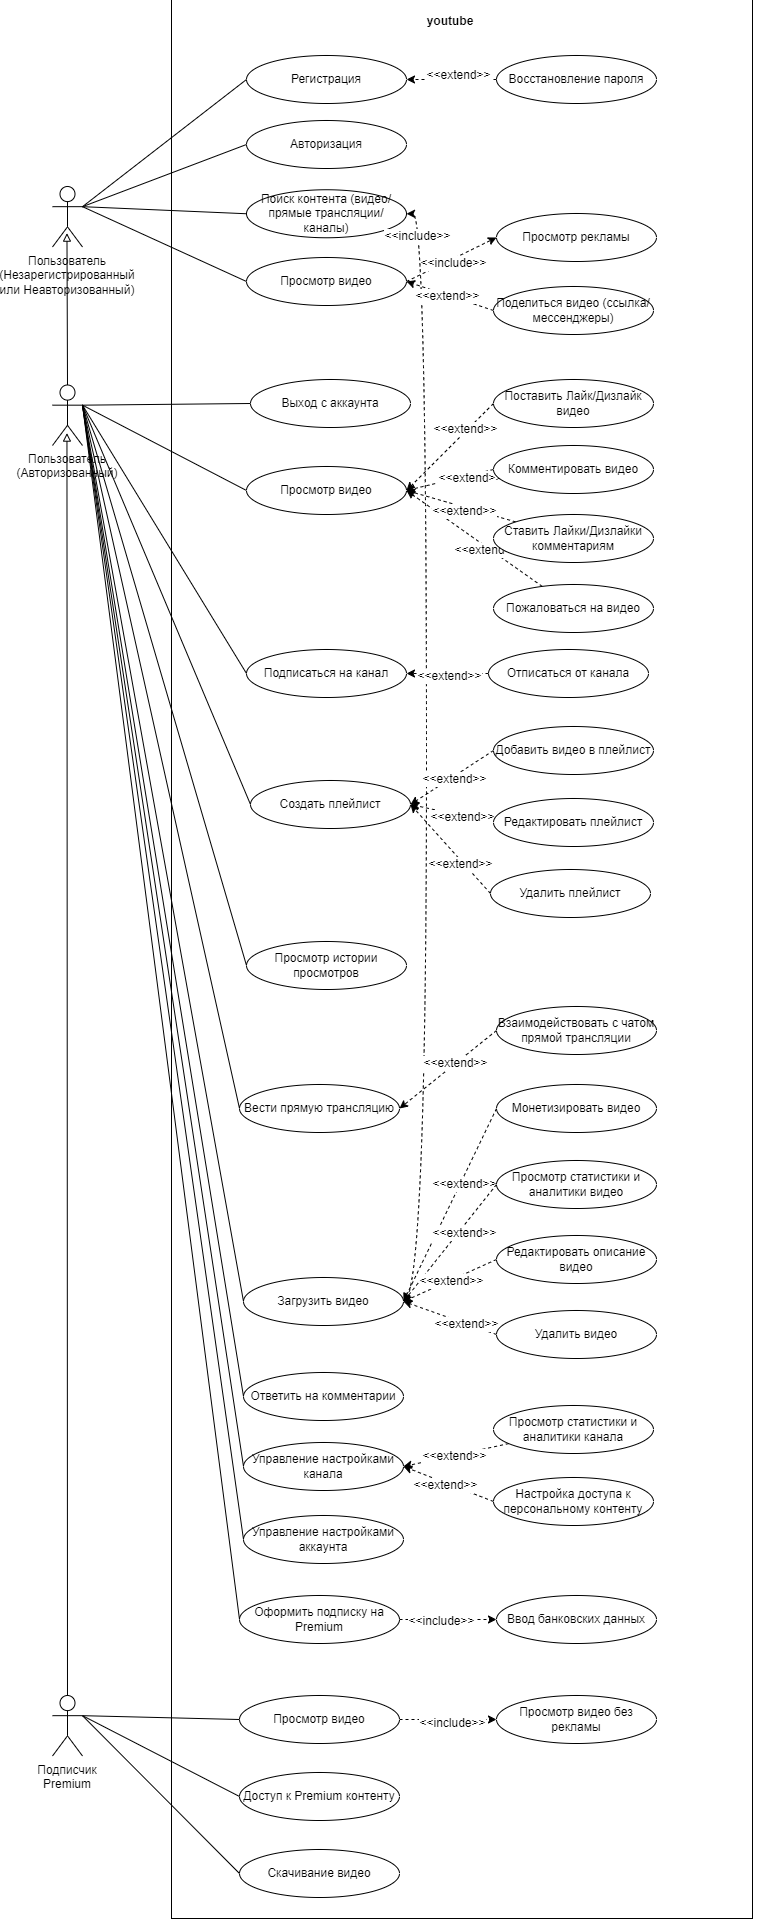 youtube
Регистрация
<<extend>>
Восстановление пароля
Авторизация
Поиск контента (видео/
прямые трансляции/
каналы)
<<include>>
Пользователь
(Незарегистрированный
или Неавторизованный)
Просмотр видео
<<include>>
Просмотр рекламы
<<extend>>
Поделиться видео (ссылка/
мессенджеры)
Пользователь
(Авторизованный)
Выход с аккаунта
Просмотр видео
<<extend>>
Поставить Лайк/Дизлайк
видео
<<extend>>
Комментировать видео
<<extend>>
Ставить Лайки/Дизлайки
комментариям
<<extend
Пожаловаться на видео
Подписаться на канал
<<extend>>
Отписаться от канала
Создать плейлист
<<extend>>
Добавить видео в плейлист
<<extend>>
Редактировать плейлист
<<extend>>
Удалить плейлист
Просмотр истории
просмотров
Вести прямую трансляцию
<<extend>>
Взаимодействовать с чатом
прямой трансляции
Загрузить видео
Монетизировать видео
<<extend>>
Просмотр статистики и
аналитики видео
<<extend>>
Редактировать описание
видео
<<extend>>
<<extend>>
Удалить видео
Ответить на комментарии
Управление настройками
канала
<<extend>>
Просмотр статистики и
аналитики канала
<<extend>>
Настройка доступа к
персональному контенту
Управление настройками
аккаунта
Оформить подписку на
Premium
<<include>>
Ввод банковских данных
Подписчик
Premium
Просмотр видео
<<include>>
Просмотр видео без
рекламы
Доступ к Premium контенту
Скачивание видео